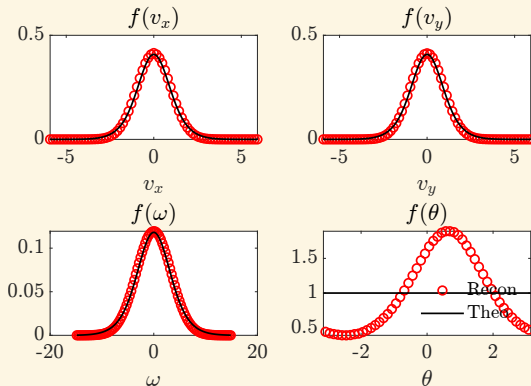 f(v_x) f(v_y)
0.5 0.5
0 0
-5 0 5 -5 0 5
v_x v_y
f(ω) f(θ)
0.1 1.5
0.05 1
0 0.5
Recon
Theo
-20 0 20 -2 0 2
ω θ